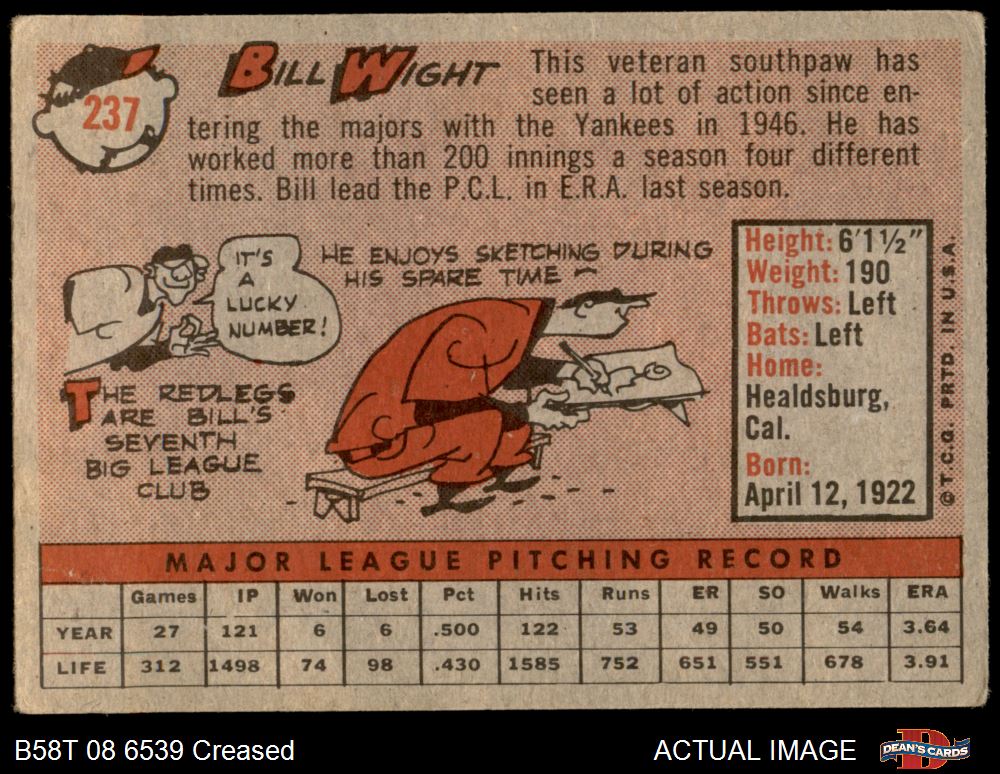 237
BILL WIGHT
This veteran southpaw has
seen a lot of action since en-
tering the majors with the Yankees in 1946. He has
worked more than 200 innings a season four different
times. Bill lead the P.C.L. in E.R.A. last season.
IT'S
A
LUCKY
NUMBER!
THE REDLEGS
ARE BILL'S
SEVENTH
BIG LEAGUE
CLUB
HE ENJOYS SKETCHING DURING
HIS SPARE TIME
Height: 6'1½"
Weight: 190
Throws: Left
Bats: Left
Home:
Healdsburg,
Cal.
Born:
April 12, 1922
© T.C.G. PRTD. IN U.S.A.
MAJOR LEAGUE PITCHING RECORD
Games IP Won Lost Pct Hits Runs ER SO Walks ERA
YEAR 27 121 6 6 .500 122 53 49 50 54 3.64
LIFE 312 1498 74 98 .430 1585 752 651 551 678 3.91
B58T 08 6539 Creased
ACTUAL IMAGE
DEAN'S CARDS